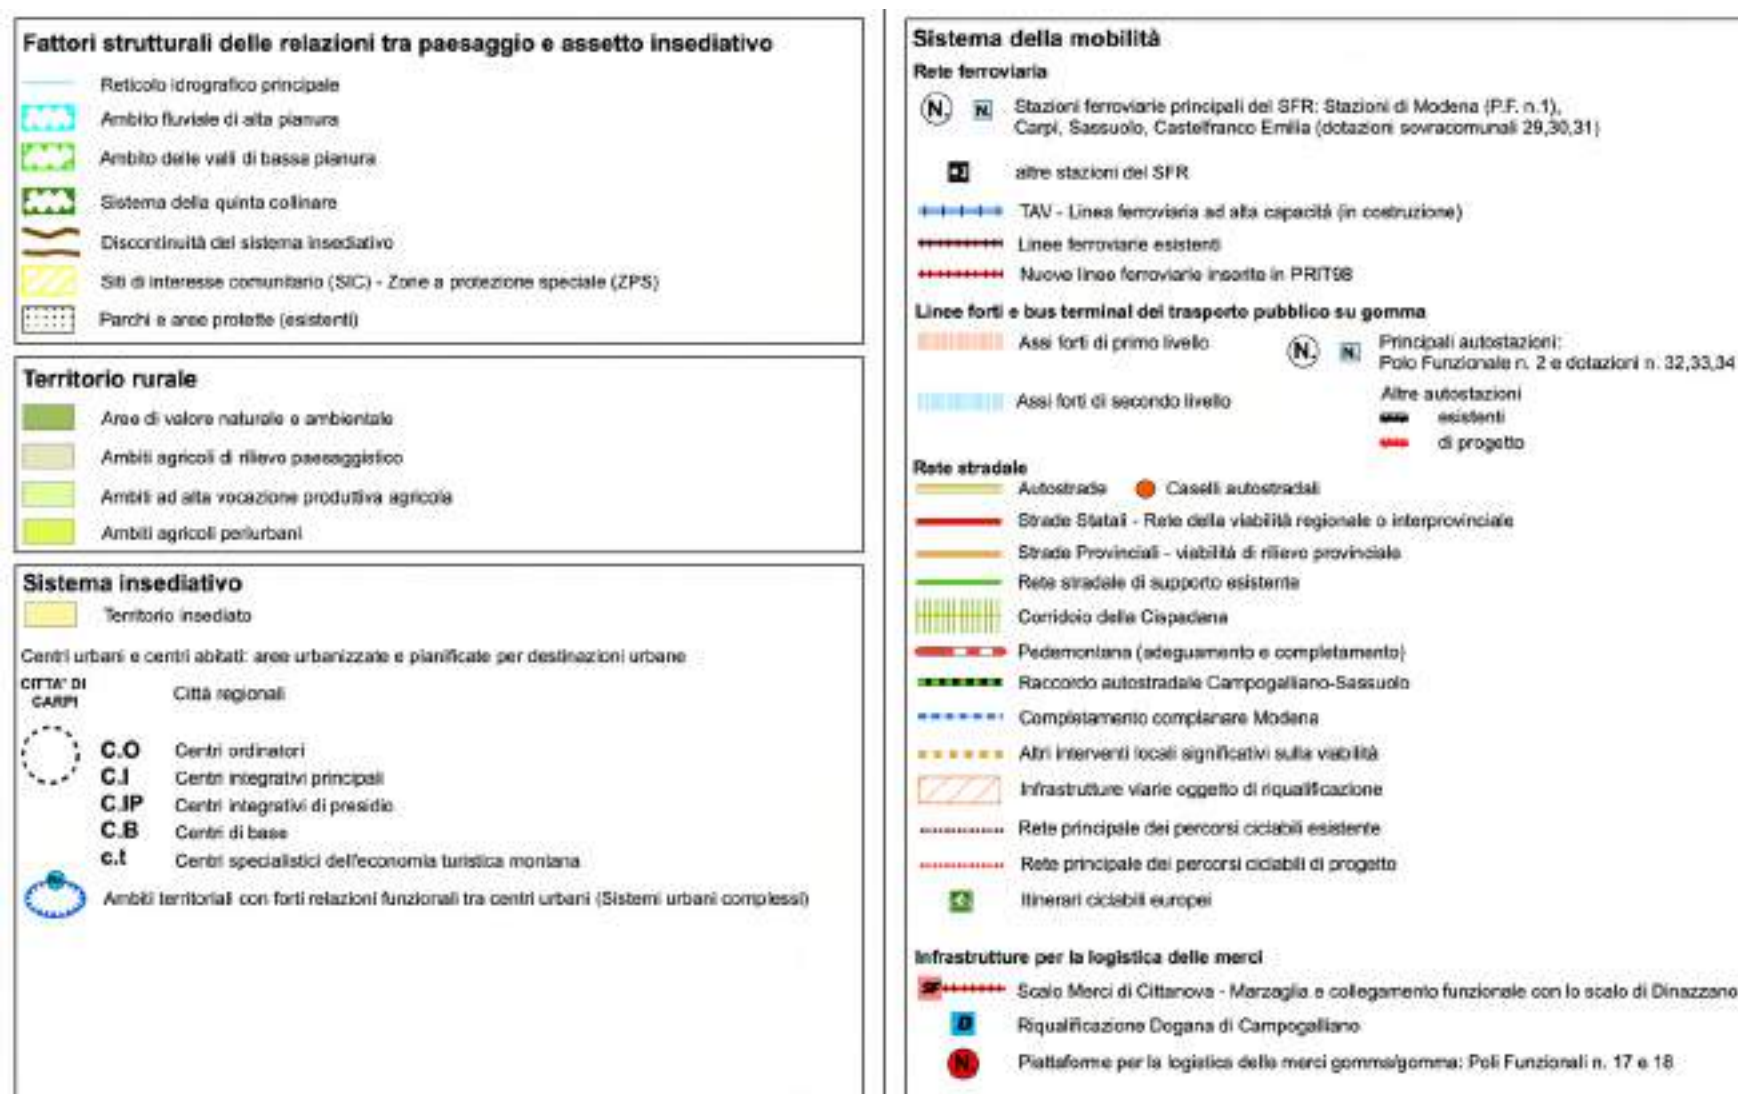 Fattori strutturali delle relazioni tra paesaggio e assetto insediativo
Reticolo idrografico principale
Ambito fluviale di alta pianura
Ambito delle valli di bassa pianura
Sistema della quinta collinare
Discontinuità del sistema insediativo
Siti di interesse comunitario (SIC) - Zone a protezione speciale (ZPS)
Parchi e aree protette (esistenti)
Territorio rurale
Aree di valore naturale e ambientale
Ambiti agricoli di rilievo paesaggistico
Ambiti ad alta vocazione produttiva agricola
Ambiti agricoli periurbani
Sistema insediativo
Territorio insediato
Centri urbani e centri abitati: aree urbanizzate e pianificate per destinazioni urbane
CITTA' DI
CARPI
Città regionali
C.O Centri ordinatori
C.I Centri integrativi principali
C.IP Centri integrativi di presidio
C.B Centri di base
c.t Centri specialistici dell'economia turistica montana
Ambiti territoriali con forti relazioni funzionali tra centri urbani (Sistemi urbani complessi)
Sistema della mobilità
Rete ferroviaria
N. N. Stazioni ferroviarie principali del SFR: Stazioni di Modena (P.F. n.1),
Carpi, Sassuolo, Castelfranco Emilia (dotazioni sovracomunali 29,30,31)
altre stazioni del SFR
TAV - Linea ferroviaria ad alta capacità (in costruzione)
Linee ferroviarie esistenti
Nuove linee ferroviarie inserite in PRIT98
Linee forti e bus terminal del trasporto pubblico su gomma
Assi forti di primo livello
N. N. Principali autostazioni:
Polo Funzionale n. 2 e dotazioni n. 32,33,34
Assi forti di secondo livello
Altre autostazioni
esistenti
di progetto
Rete stradale
Autostrade Caselli autostradali
Strade Statali - Rete della viabilità regionale o interprovinciale
Strade Provinciali - viabilità di rilievo provinciale
Rete stradale di supporto esistente
Corridoio della Cispadana
Pedemontana (adeguamento e completamento)
Raccordo autostradale Campogalliano-Sassuolo
Completamento complanare Modena
Altri interventi locali significativi sulla viabilità
Infrastrutture viarie oggetto di riqualificazione
Rete principale dei percorsi ciclabili esistente
Rete principale dei percorsi ciclabili di progetto
Itinerari ciclabili europei
Infrastrutture per la logistica delle merci
SF Scalo Merci di Cittanova - Marzaglia e collegamento funzionale con lo scalo di Dinazzano
D Riqualificazione Dogana di Campogalliano
N. Piattaforme per la logistica delle merci gomma/gomma: Poli Funzionali n. 17 e 18